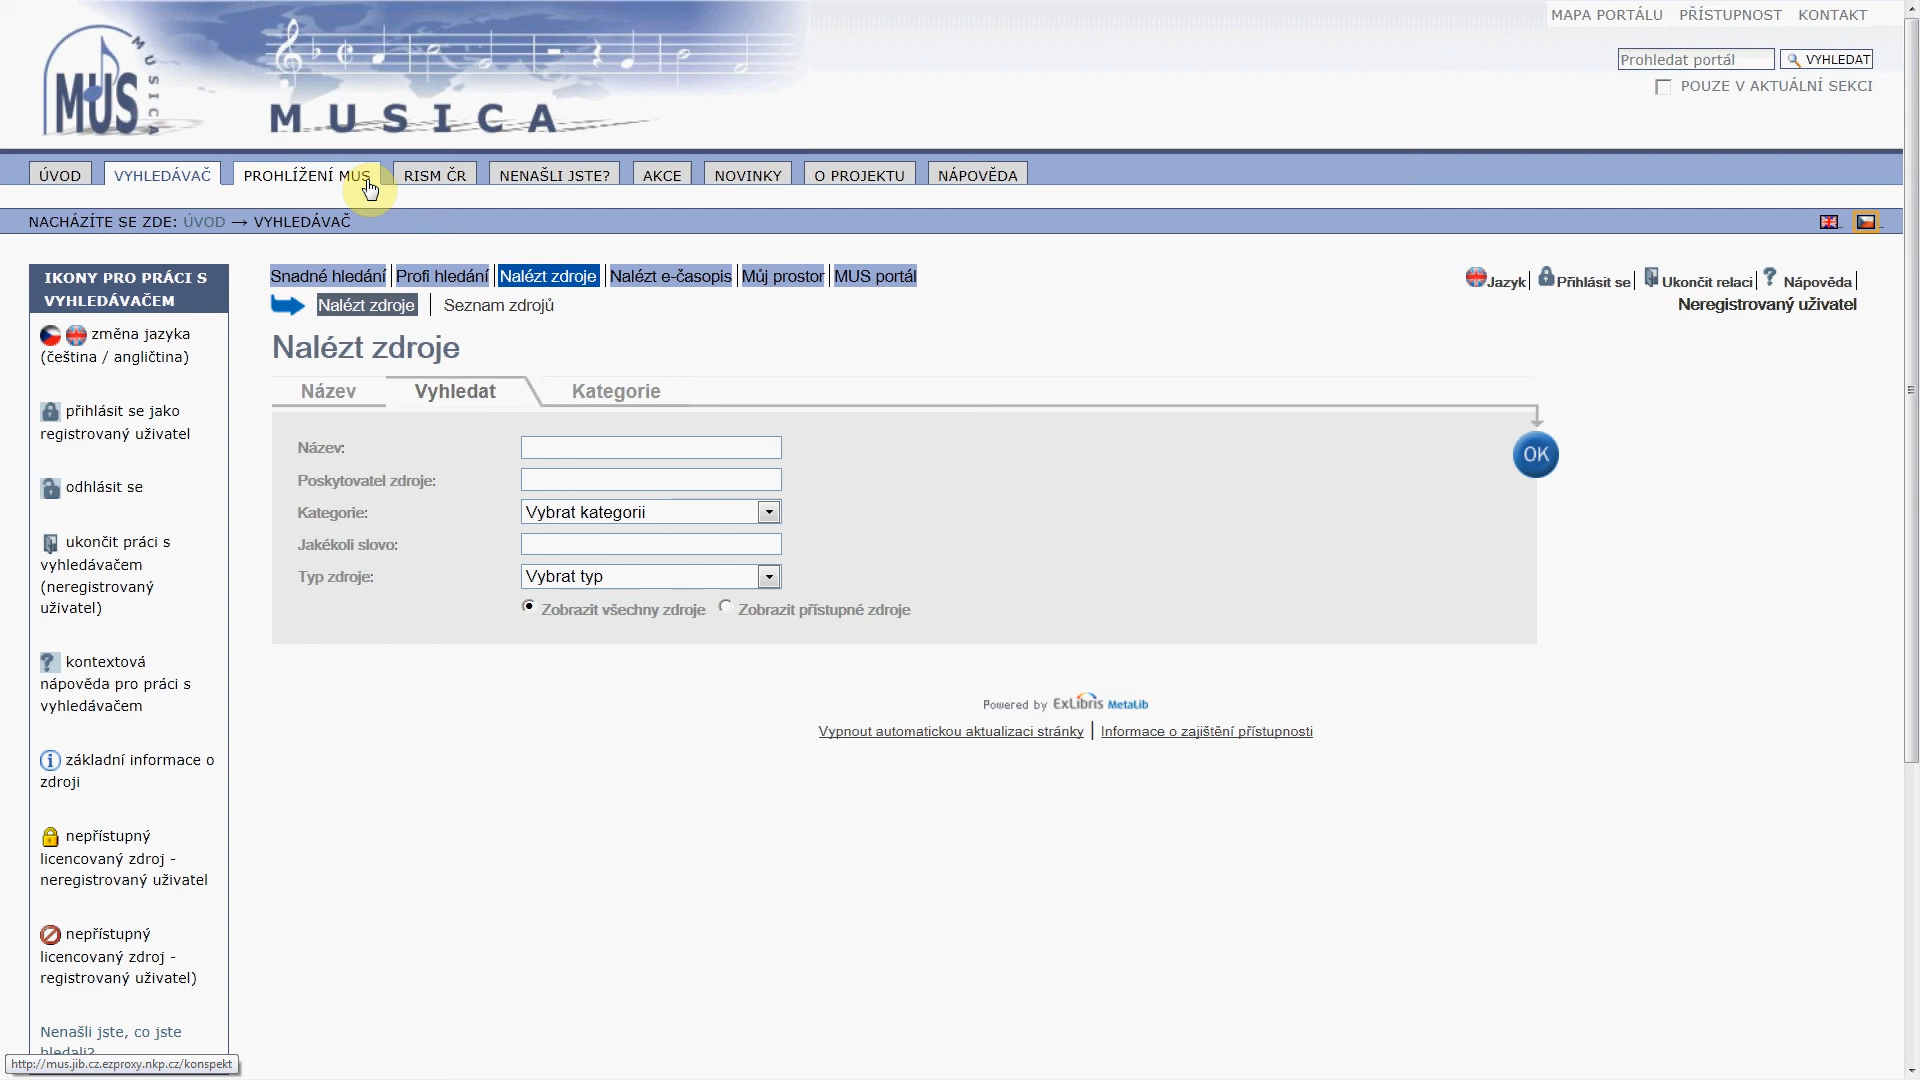 MAPA PORTÁLU PŘÍSTUPNOST KONTAKT
MUS MUSICA
MUSICA
Prohledat portál VYHLEDAT
POUZE V AKTUÁLNÍ SEKCI
ÚVOD VYHLEDÁVAČ PROHLÍŽENÍ MUS RISM ČR NENAŠLI JSTE? AKCE NOVINKY O PROJEKTU NÁPOVĚDA
NACHÁZÍTE SE ZDE: ÚVOD → VYHLEDÁVAČ
IKONY PRO PRÁCI S
VYHLEDÁVAČEM
změna jazyka
(čeština / angličtina)
přihlásit se jako
registrovaný uživatel
odhlásit se
ukončit práci s
vyhledávačem
(neregistrovaný
uživatel)
kontextová
nápověda pro práci s
vyhledávačem
základní informace o
zdroji
nepřístupný
licencovaný zdroj -
neregistrovaný uživatel
nepřístupný
licencovaný zdroj -
registrovaný uživatel)
Nenašli jste, co jste
hledali?
Snadné hledání Profi hledání Nalézt zdroje Nalézt e-časopis Můj prostor MUS portál
Jazyk Přihlásit se Ukončit relaci Nápověda
Nalézt zdroje Seznam zdrojů
Neregistrovaný uživatel
Nalézt zdroje
Název Vyhledat Kategorie
OK
Název:
Poskytovatel zdroje:
Kategorie: Vybrat kategorii
Jakékoli slovo:
Typ zdroje: Vybrat typ
Zobrazit všechny zdroje Zobrazit přístupné zdroje
Powered by ExLibris MetaLib
Vypnout automatickou aktualizaci stránky | Informace o zajištění přístupnosti
http://mus.jib.cz.ezproxy.nkp.cz/konspekt